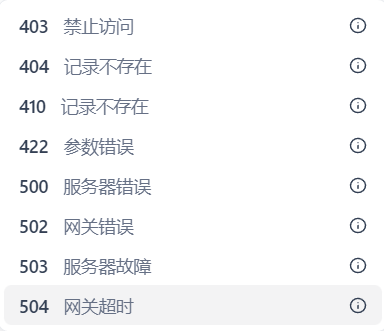 403 禁止访问
404 记录不存在
410 记录不存在
422 参数错误
500 服务器错误
502 网关错误
503 服务器故障
504 网关超时